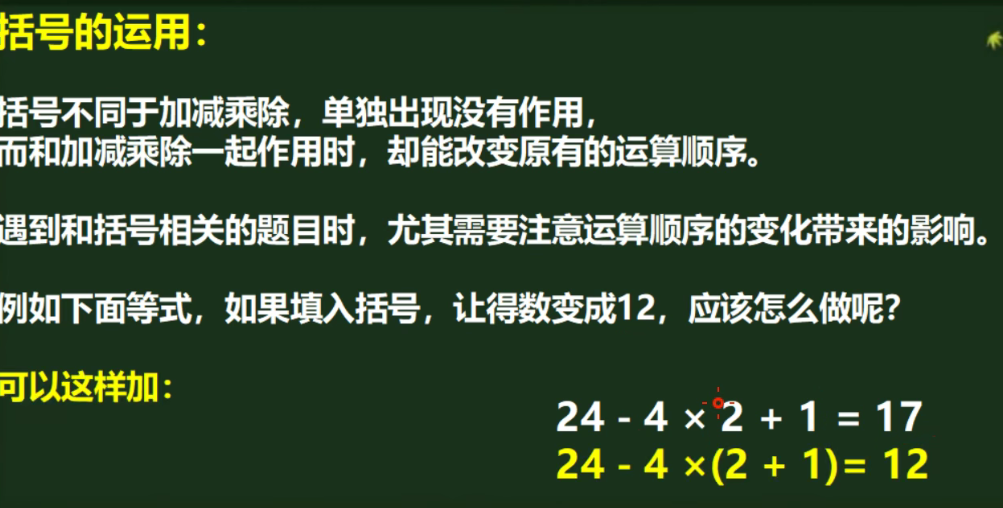 括号的运用：
括号不同于加减乘除，单独出现没有作用，
而和加减乘除一起作用时，却能改变原有的运算顺序。
遇到和括号相关的题目时，尤其需要注意运算顺序的变化带来的影响。
例如下面等式，如果填入括号，让得数变成12，应该怎么做呢？
可以这样加：
24 - 4 × 2 + 1 = 17
24 - 4 ×(2 + 1)= 12